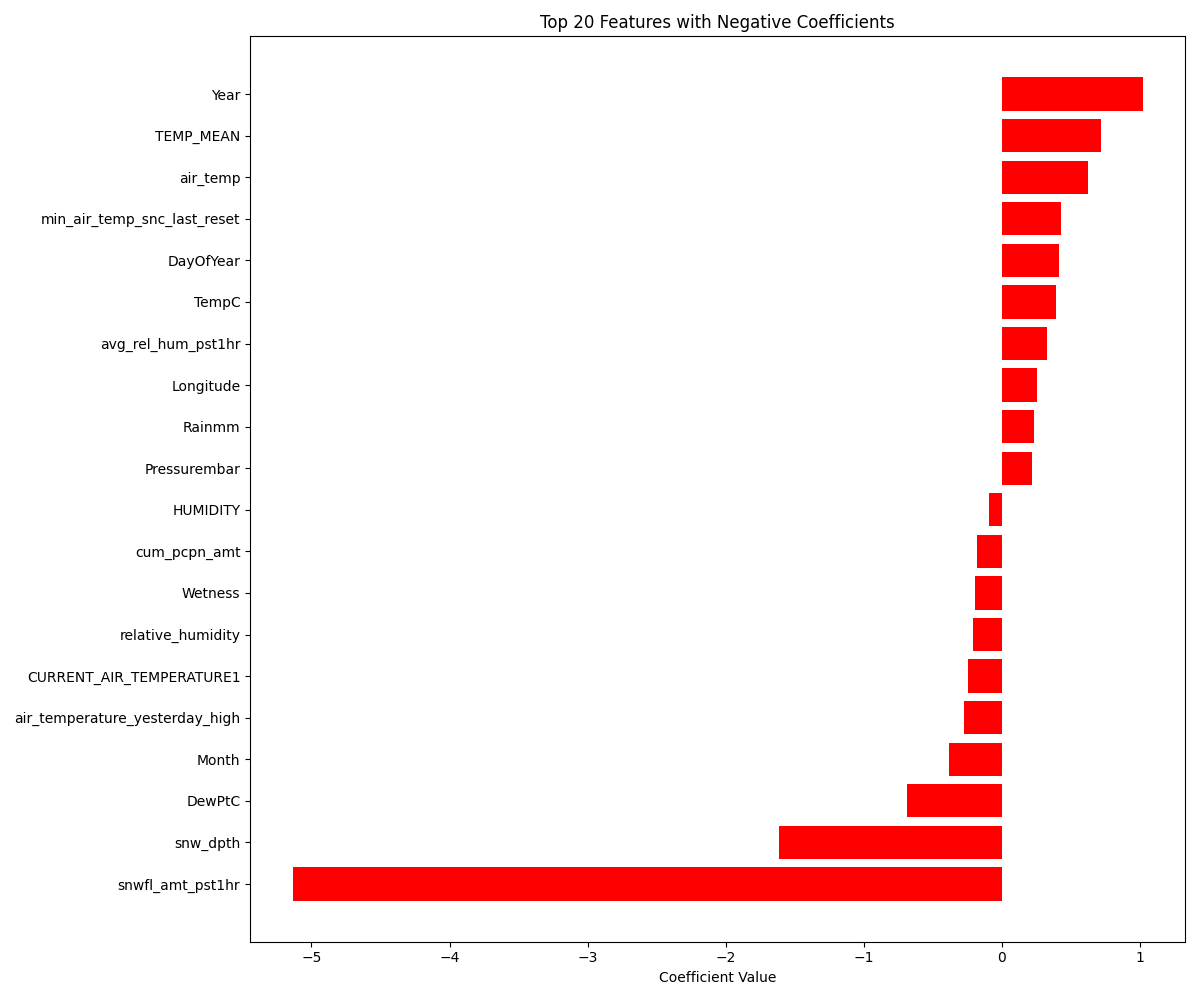 Top 20 Features with Negative Coefficients
Year
TEMP_MEAN
air_temp
min_air_temp_snc_last_reset
DayOfYear
TempC
avg_rel_hum_pst1hr
Longitude
Rainmm
Pressurembar
HUMIDITY
cum_pcpn_amt
Wetness
relative_humidity
CURRENT_AIR_TEMPERATURE1
air_temperature_yesterday_high
Month
DewPtC
snw_dpth
snwfl_amt_pst1hr
−5 −4 −3 −2 −1 0 1
Coefficient Value